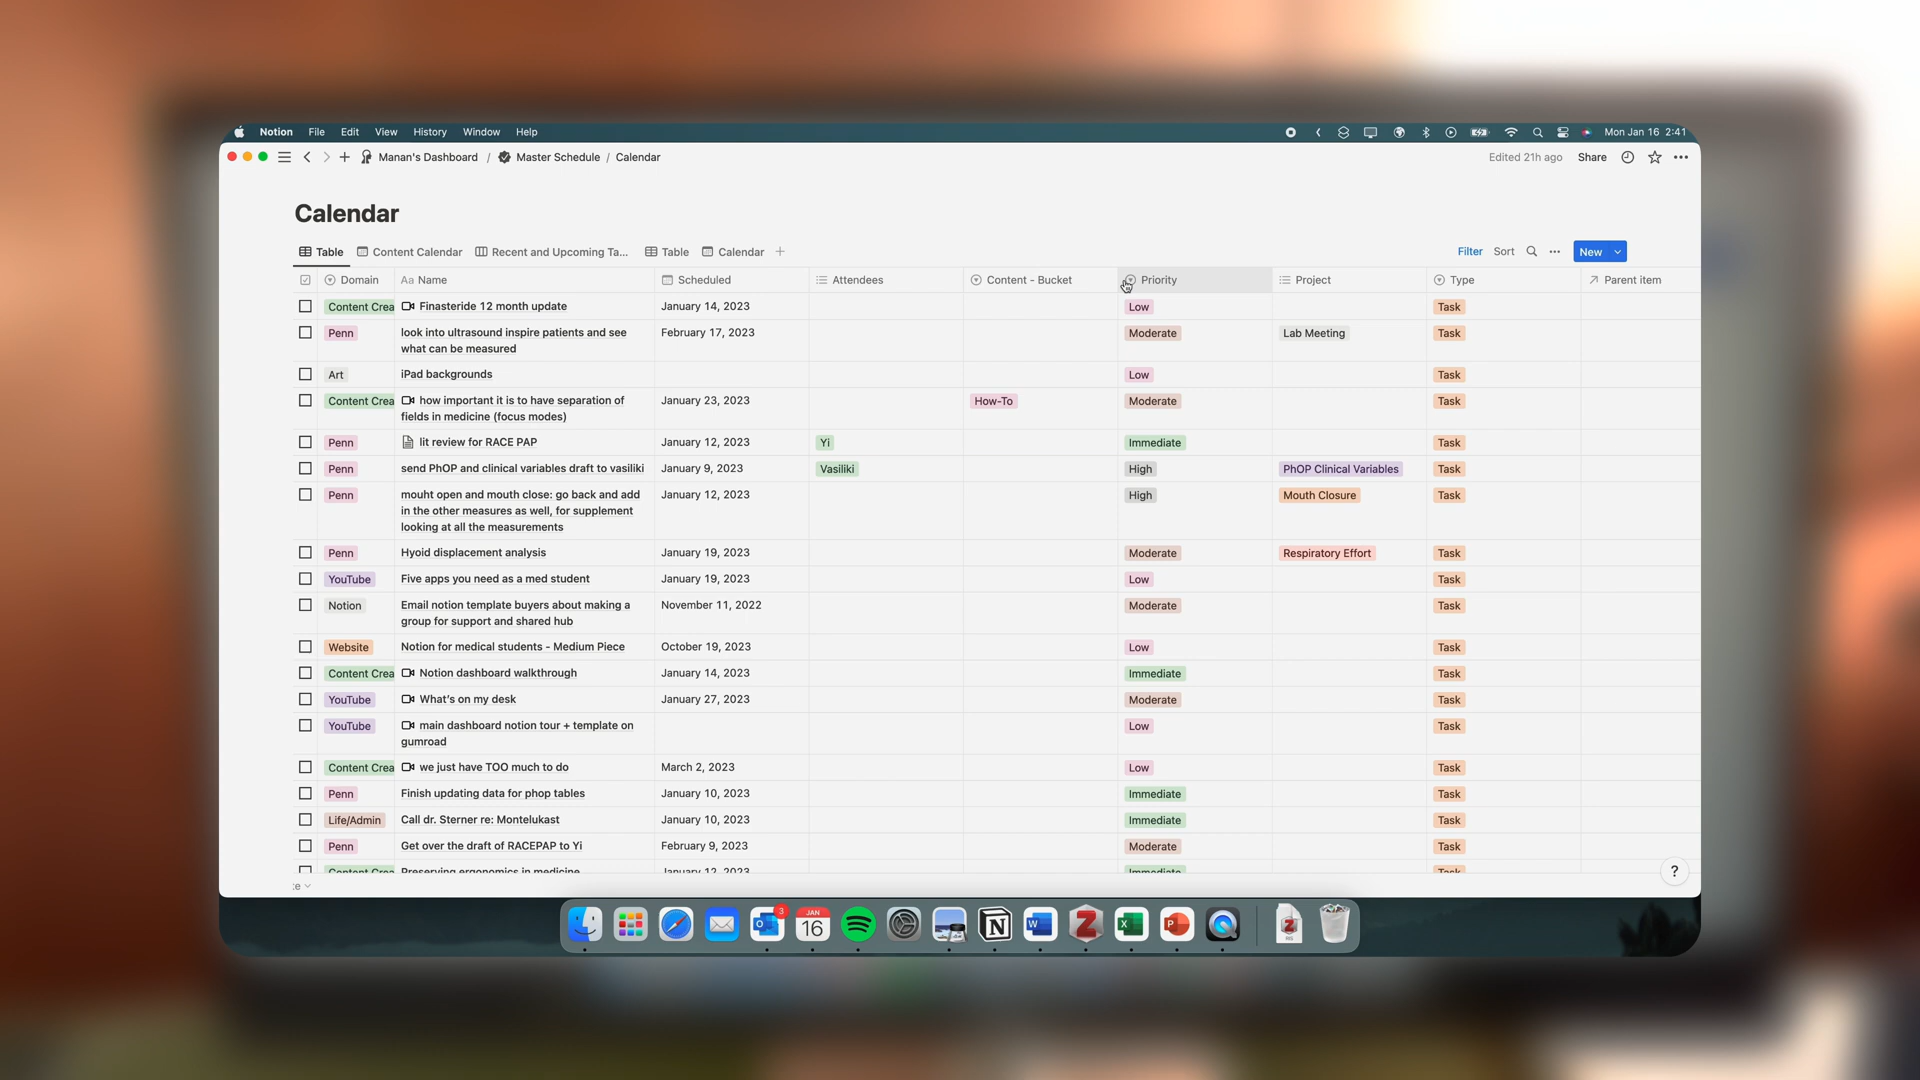 Notion File Edit View History Window Help Mon Jan 16 2:41
Manan's Dashboard / Master Schedule / Calendar Edited 21h ago Share
Calendar
Table Content Calendar Recent and Upcoming Ta... Table Calendar Filter Sort New
Domain Aa Name Scheduled Attendees Content - Bucket Priority Project Type Parent item
Content Crea Finasteride 12 month update January 14, 2023 Low Task
Penn look into ultrasound inspire patients and see February 17, 2023 Moderate Lab Meeting Task
what can be measured
Art iPad backgrounds Low Task
Content Crea how important it is to have separation of January 23, 2023 How-To Moderate Task
fields in medicine (focus modes)
Penn lit review for RACE PAP January 12, 2023 Yi Immediate Task
Penn send PhOP and clinical variables draft to vasiliki January 9, 2023 Vasiliki High PhOP Clinical Variables Task
Penn mouht open and mouth close: go back and add January 12, 2023 High Mouth Closure Task
in the other measures as well, for supplement
looking at all the measurements
Penn Hyoid displacement analysis January 19, 2023 Moderate Respiratory Effort Task
YouTube Five apps you need as a med student January 19, 2023 Low Task
Notion Email notion template buyers about making a November 11, 2022 Moderate Task
group for support and shared hub
Website Notion for medical students - Medium Piece October 19, 2023 Low Task
Content Crea Notion dashboard walkthrough January 14, 2023 Immediate Task
YouTube What's on my desk January 27, 2023 Moderate Task
YouTube main dashboard notion tour + template on Low Task
gumroad
Content Crea we just have TOO much to do March 2, 2023 Low Task
Penn Finish updating data for phop tables January 10, 2023 Immediate Task
Life/Admin Call dr. Sterner re: Montelukast January 10, 2023 Immediate Task
Penn Get over the draft of RACEPAP to Yi February 9, 2023 Moderate Task
Content Crea Preserving ergonomics in medicine January 12, 2023 Immediate Task
?
3
JAN
16
N W Z X P Z